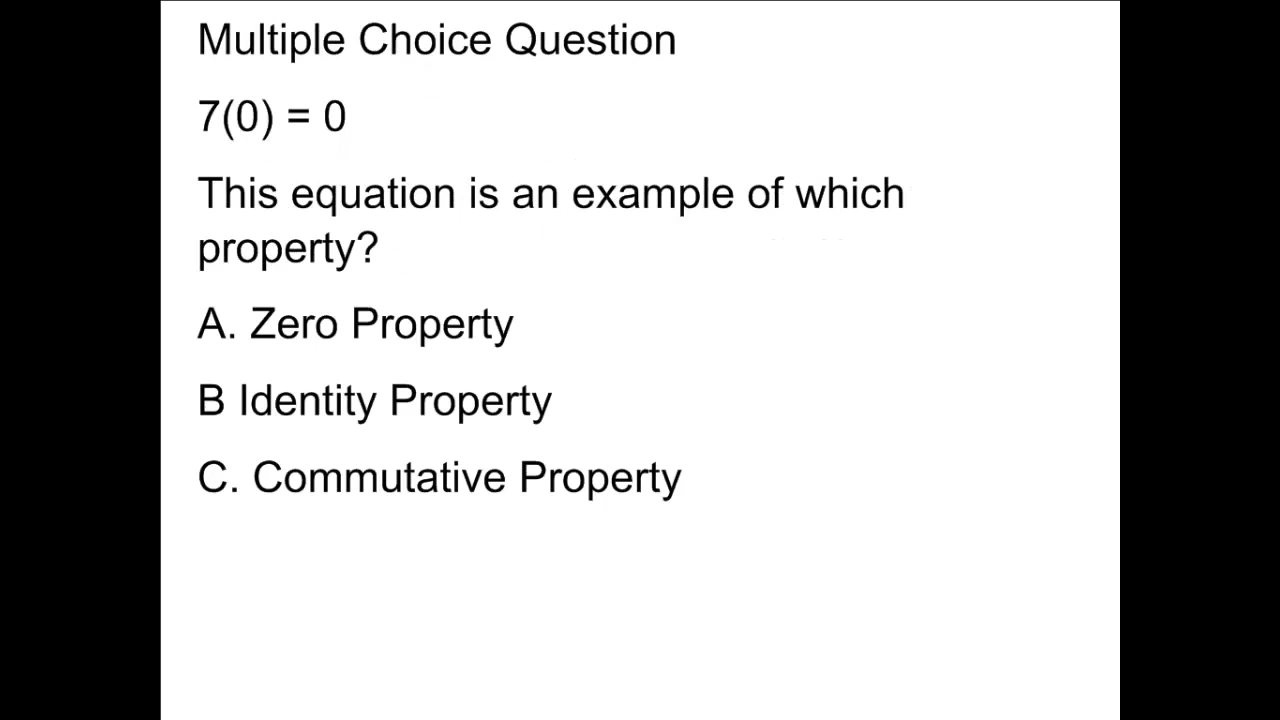 Multiple Choice Question
7(0) = 0
This equation is an example of which
property?
A. Zero Property
B Identity Property
C. Commutative Property